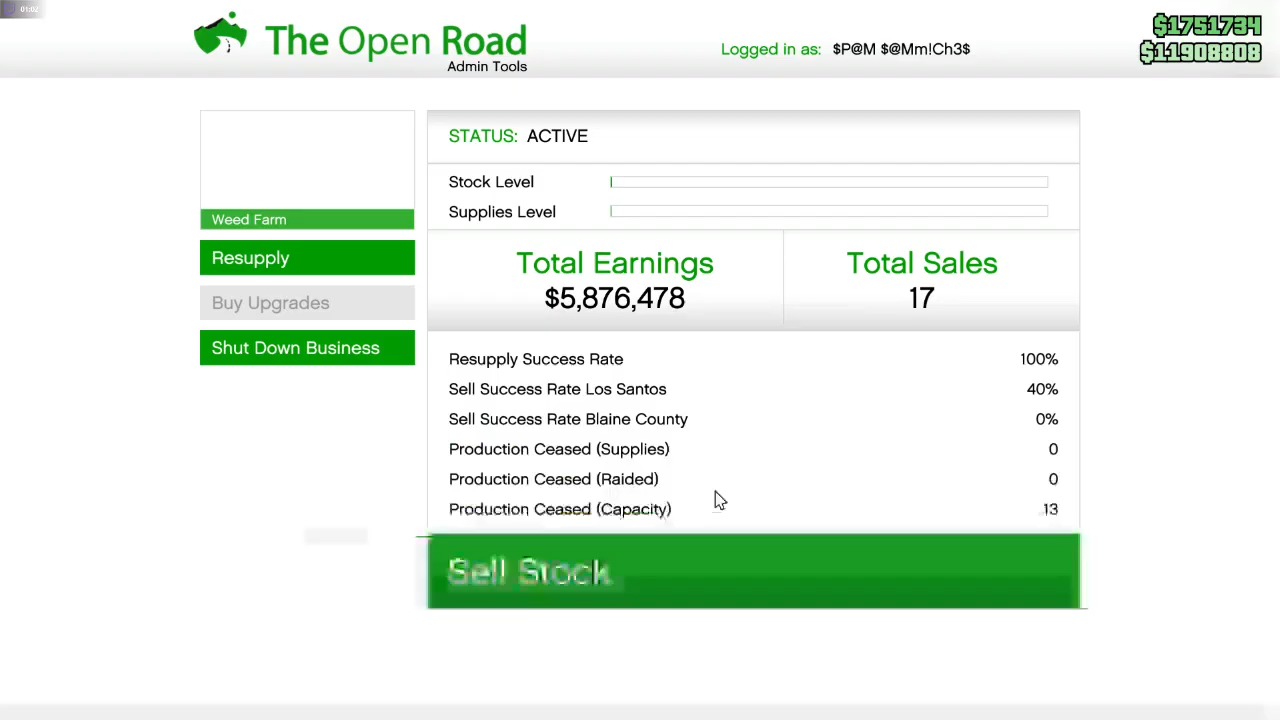 01:02
The Open Road
Admin Tools
Logged in as: $P@M $@Mm!Ch3$
$1751734
$11908808
Weed Farm
Resupply
Buy Upgrades
Shut Down Business
STATUS: ACTIVE
Stock Level
Supplies Level
Total Earnings
$5,876,478
Total Sales
17
Resupply Success Rate 100%
Sell Success Rate Los Santos 40%
Sell Success Rate Blaine County 0%
Production Ceased (Supplies) 0
Production Ceased (Raided) 0
Production Ceased (Capacity) 13
Sell Stock